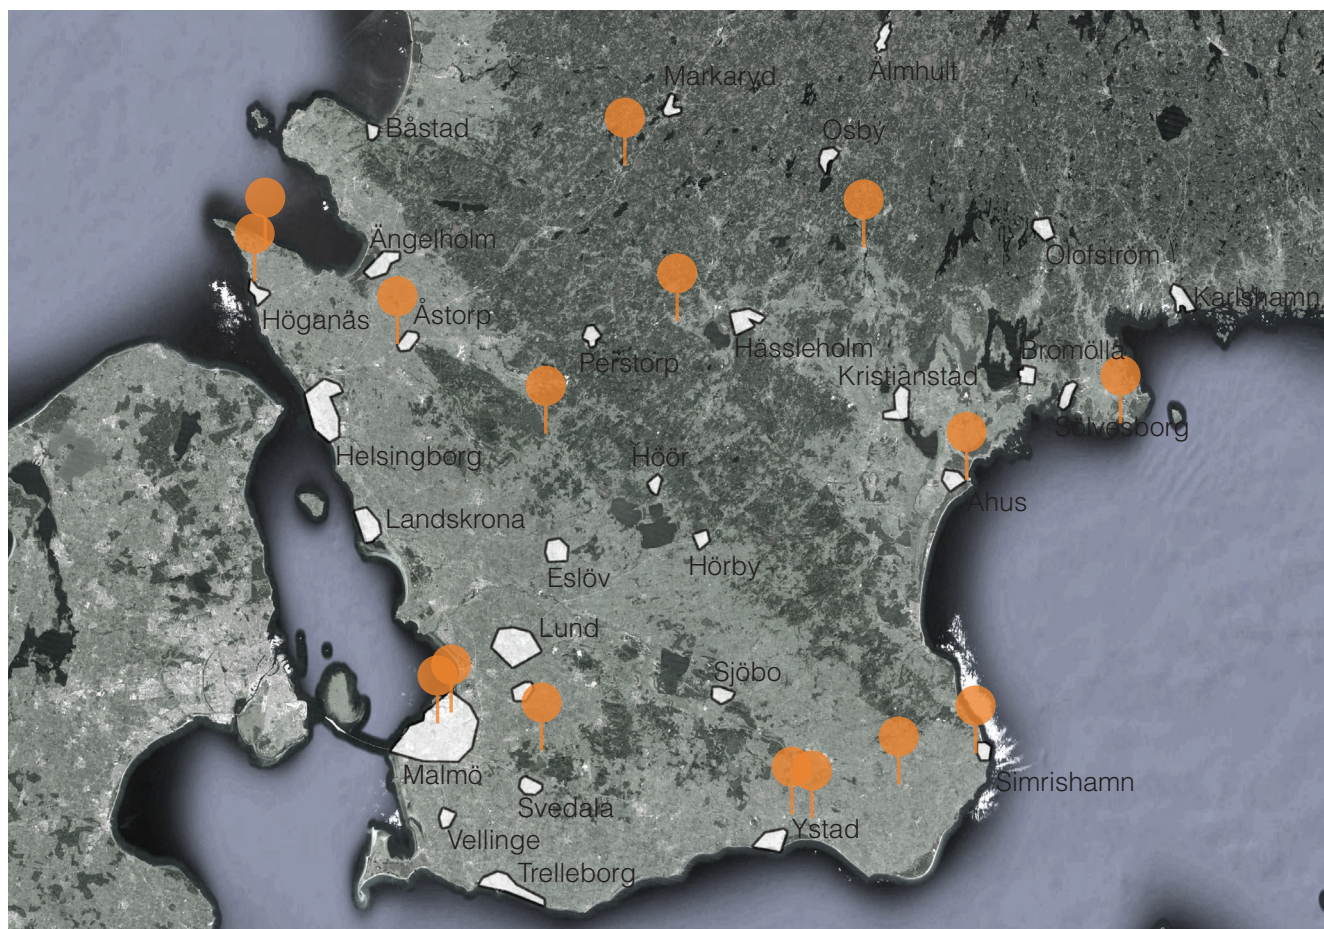 Älmhult
Markaryd
Båstad
Osby
Ängelholm
Olofström
Karlshamn
Höganäs
Åstorp
Perstorp
Hässleholm
Bromölla
Kristianstad
Sölvesborg
Helsingborg
Höör
Åhus
Landskrona
Eslöv
Hörby
Lund
Sjöbo
Malmö
Svedala
Simrishamn
Vellinge
Ystad
Trelleborg